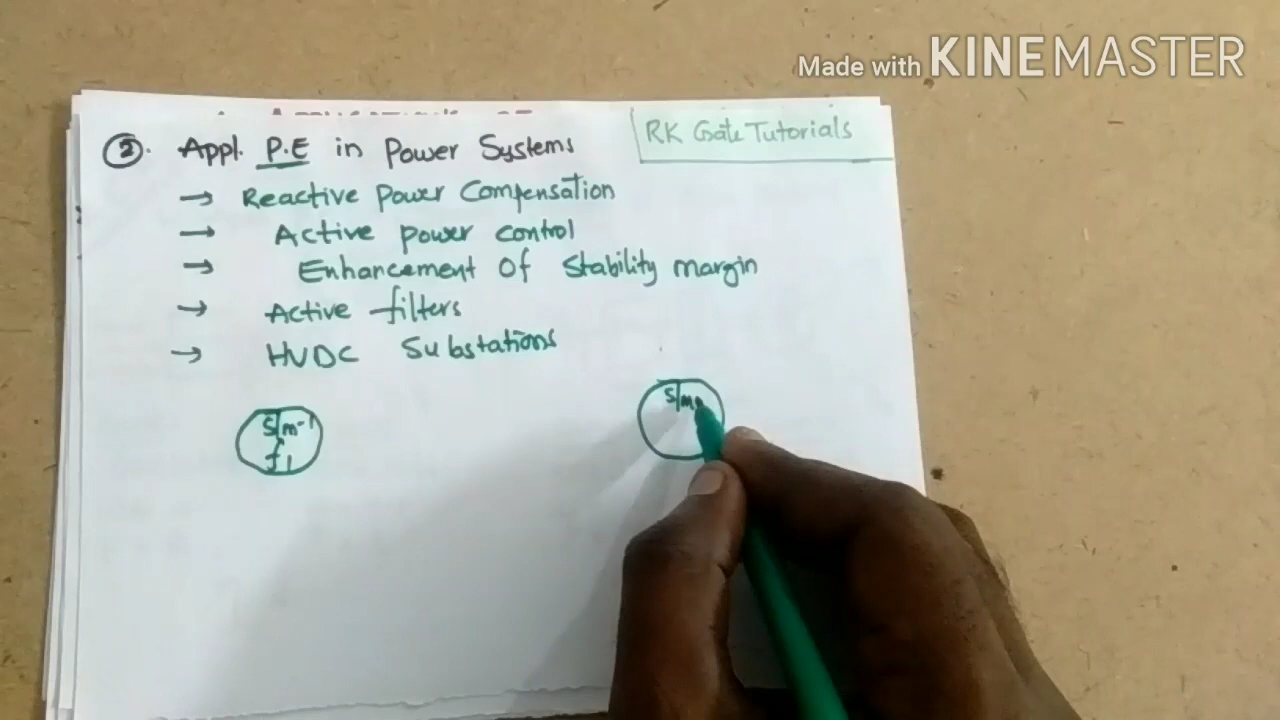 Made with KINEMASTER
RK Gate Tutorials
2. Appl. P.E in Power Systems
→ Reactive Power Compensation
→ Active power control
→ Enhancement Of Stability margin
→ Active filters
→ HVDC Substations
S/m-1
f1
S/m